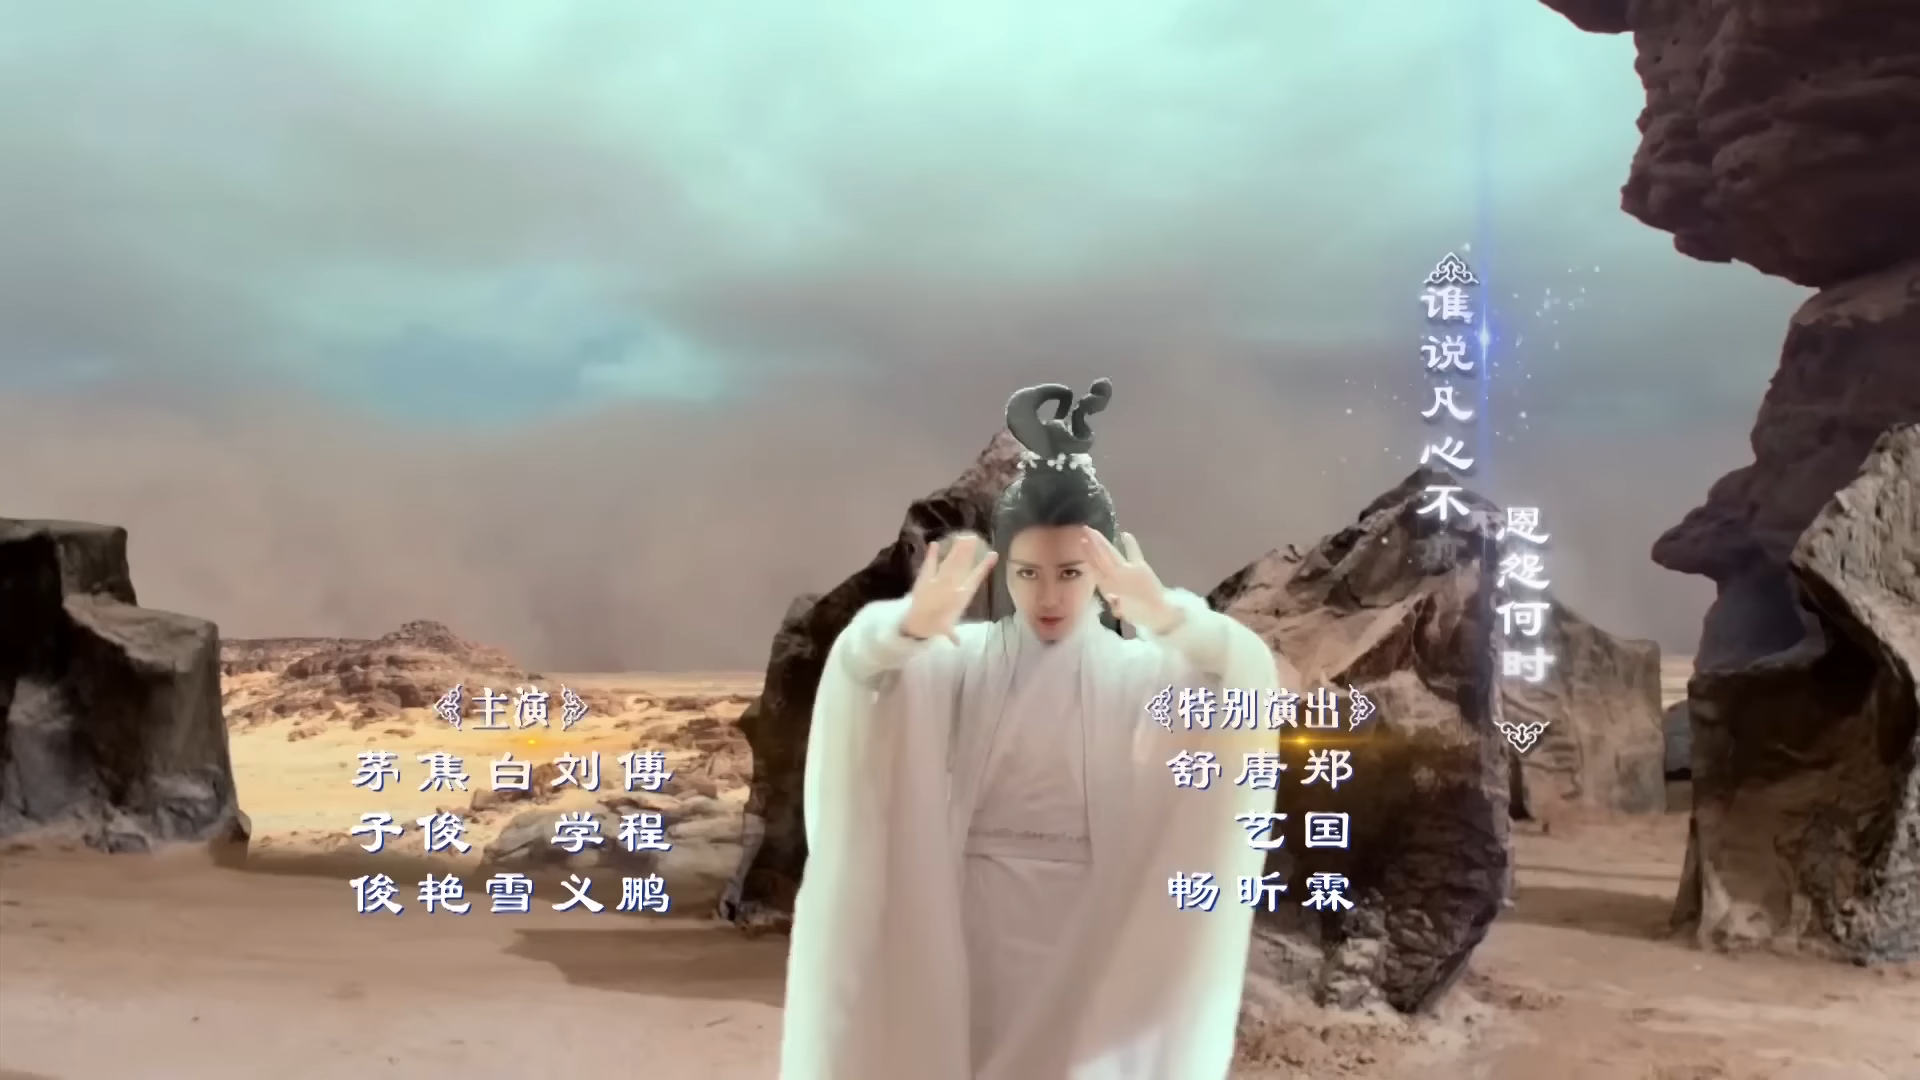 谁说凡心不
恩怨何时
主演
茅子俊
焦俊艳
白雪
刘学义
傅程鹏
特别演出
舒畅
唐艺昕
郑国霖